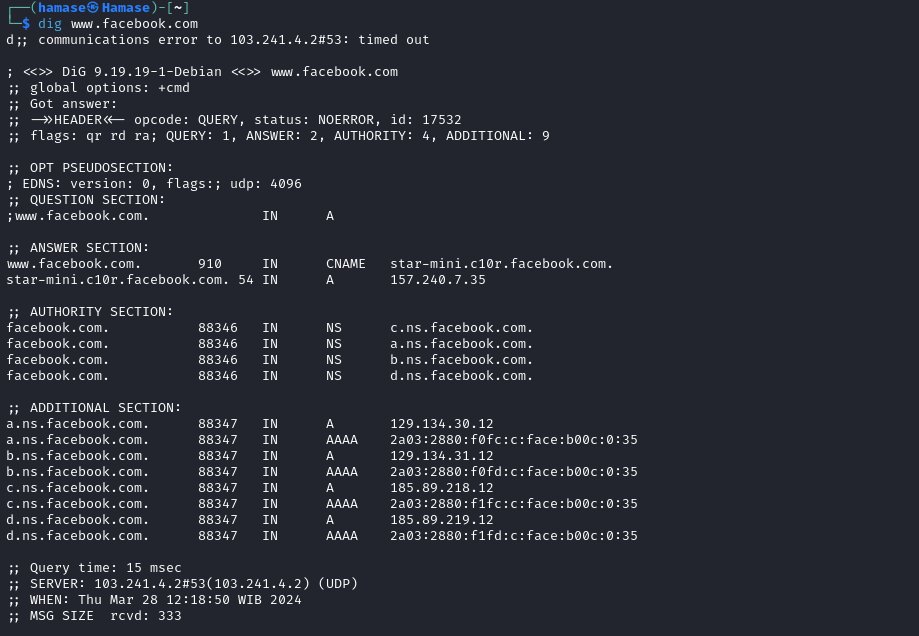 ┌──(hamase㉿Hamase)-[~]
└─$ dig www.facebook.com
d;; communications error to 103.241.4.2#53: timed out

; <<>> DiG 9.19.19-1-Debian <<>> www.facebook.com
;; global options: +cmd
;; Got answer:
;; ->>HEADER<<- opcode: QUERY, status: NOERROR, id: 17532
;; flags: qr rd ra; QUERY: 1, ANSWER: 2, AUTHORITY: 4, ADDITIONAL: 9

;; OPT PSEUDOSECTION:
; EDNS: version: 0, flags:; udp: 4096
;; QUESTION SECTION:
;www.facebook.com.              IN      A

;; ANSWER SECTION:
www.facebook.com.       910     IN      CNAME   star-mini.c10r.facebook.com.
star-mini.c10r.facebook.com. 54 IN      A       157.240.7.35

;; AUTHORITY SECTION:
facebook.com.           88346   IN      NS      c.ns.facebook.com.
facebook.com.           88346   IN      NS      a.ns.facebook.com.
facebook.com.           88346   IN      NS      b.ns.facebook.com.
facebook.com.           88346   IN      NS      d.ns.facebook.com.

;; ADDITIONAL SECTION:
a.ns.facebook.com.      88347   IN      A       129.134.30.12
a.ns.facebook.com.      88347   IN      AAAA    2a03:2880:f0fc:c:face:b00c:0:35
b.ns.facebook.com.      88347   IN      A       129.134.31.12
b.ns.facebook.com.      88347   IN      AAAA    2a03:2880:f0fd:c:face:b00c:0:35
c.ns.facebook.com.      88347   IN      A       185.89.218.12
c.ns.facebook.com.      88347   IN      AAAA    2a03:2880:f1fc:c:face:b00c:0:35
d.ns.facebook.com.      88347   IN      A       185.89.219.12
d.ns.facebook.com.      88347   IN      AAAA    2a03:2880:f1fd:c:face:b00c:0:35

;; Query time: 15 msec
;; SERVER: 103.241.4.2#53(103.241.4.2) (UDP)
;; WHEN: Thu Mar 28 12:18:50 WIB 2024
;; MSG SIZE  rcvd: 333